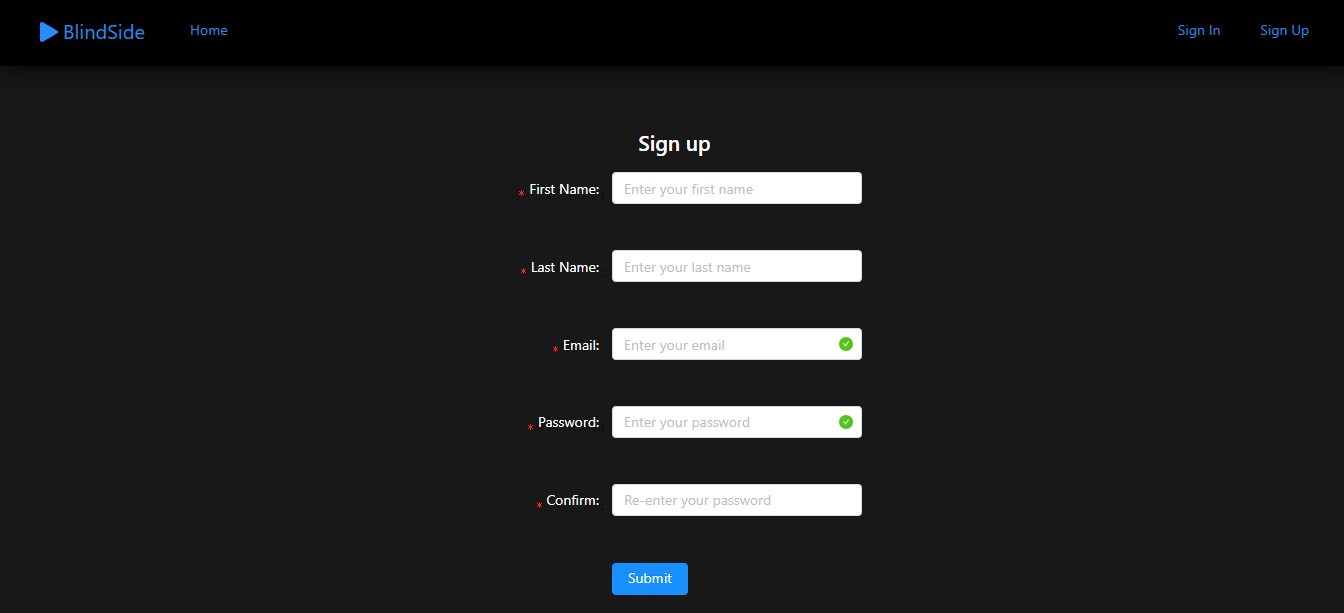 BlindSide Home Sign In Sign Up
Sign up
* First Name: Enter your first name
* Last Name: Enter your last name
* Email: Enter your email
* Password: Enter your password
* Confirm: Re-enter your password
Submit